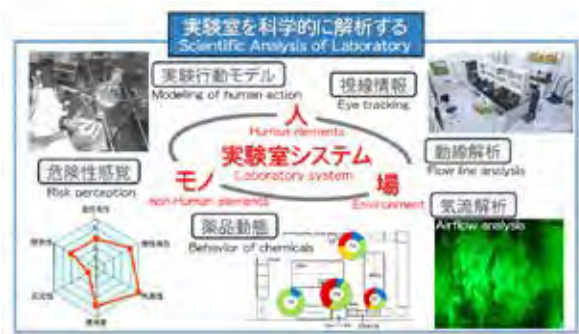 実験室を科学的に解析する
Scientific Analysis of Laboratory
実験行動モデル
Modelling of human action
視線情報
Eye tracking
人
Human elements
実験室システム
Laboratory system
動線解析
Flow line analysis
危険性感覚
Risk perception
モノ
non Human elements
場
Environment
薬品動態
Behavior of chemicals
気流解析
Airflow analysis